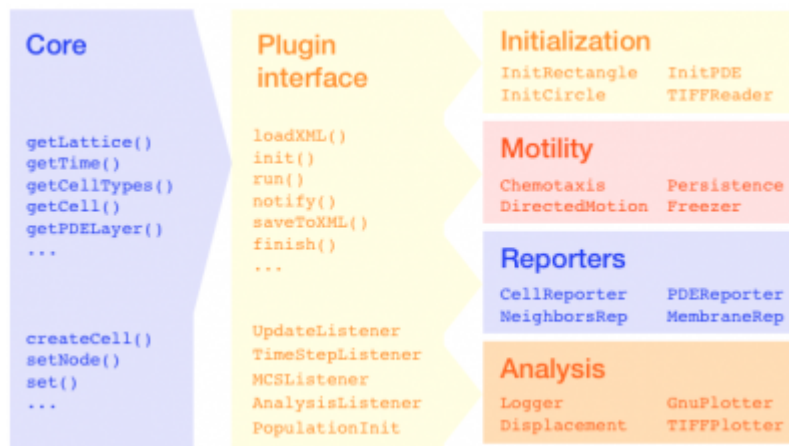 Core
getLattice()
getTime()
getCellTypes()
getCell()
getPDELayer()
...
createCell()
setNode()
set()
...
Plugin
interface
loadXML()
init()
run()
notify()
saveToXML()
finish()
...
UpdateListener
TimeStepListener
MCSListener
AnalysisListener
PopulationInit
Initialization
InitRectangle InitPDE
InitCircle TIFFReader
Motility
Chemotaxis Persistence
DirectedMotion Freezer
Reporters
CellReporter PDEReporter
NeighborsRep MembraneRep
Analysis
Logger GnuPlotter
Displacement TIFFPlotter